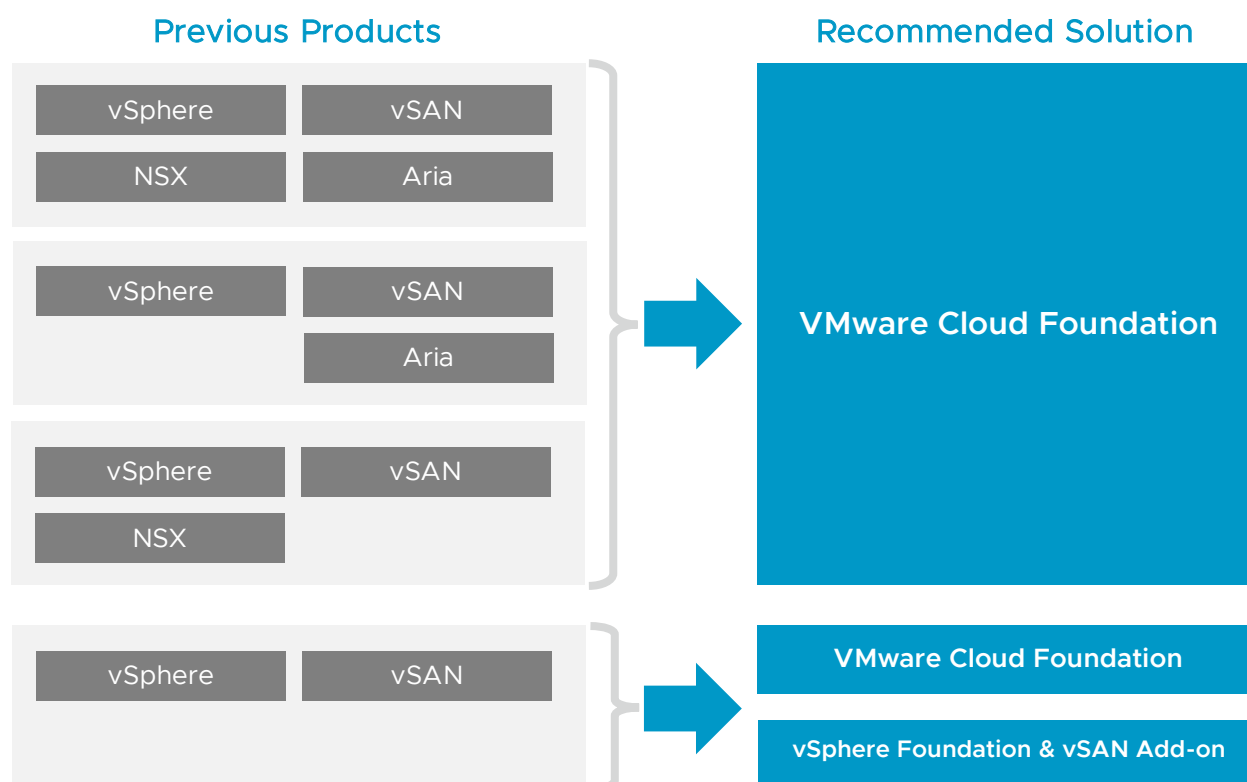 Previous Products
Recommended Solution
vSphere
vSAN
NSX
Aria
vSphere
vSAN
Aria
vSphere
vSAN
NSX
VMware Cloud Foundation
vSphere
vSAN
VMware Cloud Foundation
vSphere Foundation & vSAN Add-on